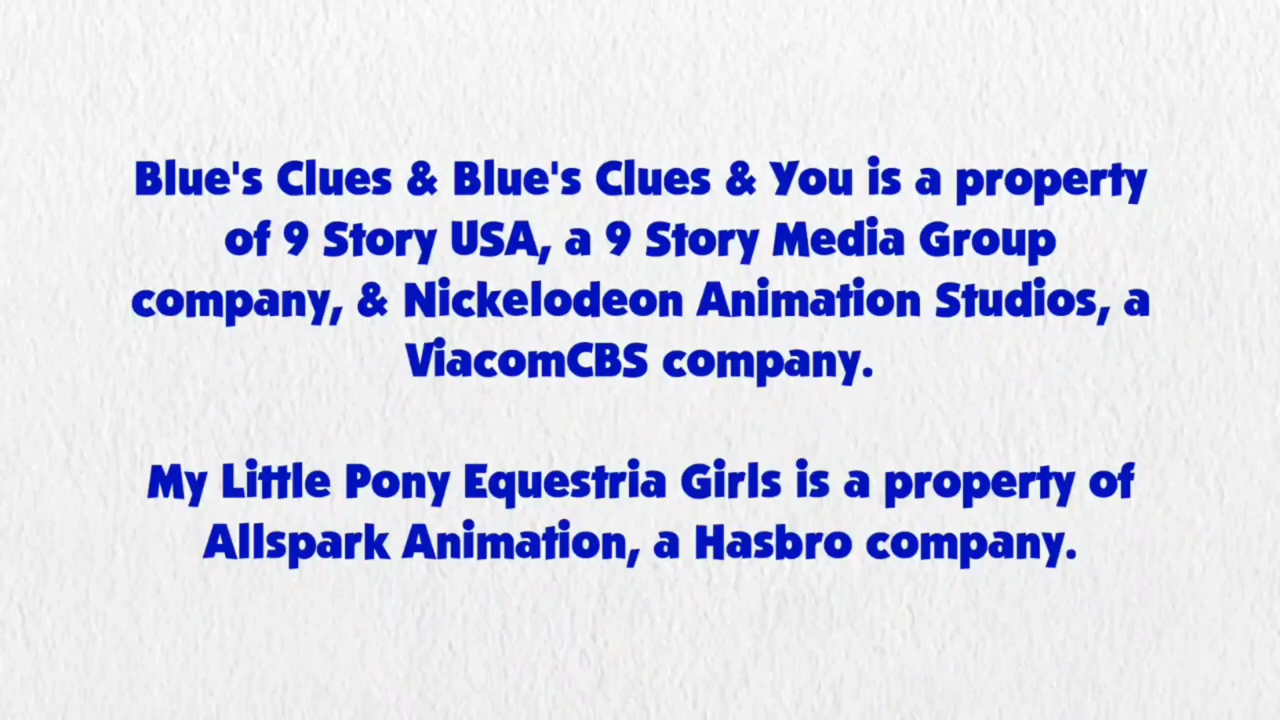 Blue's Clues & Blue's Clues & You is a property
of 9 Story USA, a 9 Story Media Group
company, & Nickelodeon Animation Studios, a
ViacomCBS company.
My Little Pony Equestria Girls is a property of
Allspark Animation, a Hasbro company.